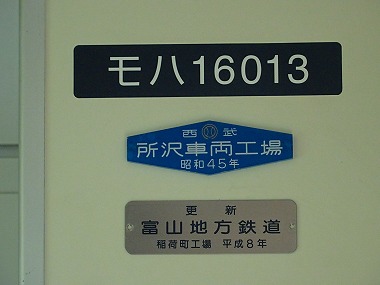 モハ16013
西 武
所沢車両工場
昭和45年
更 新
富山地方鉄道
稲荷町工場 平成8年